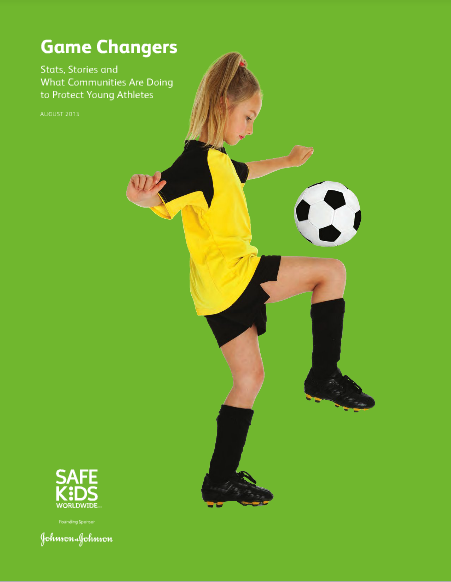 Game Changers
Stats, Stories and
What Communities Are Doing
to Protect Young Athletes
AUGUST 2013
SAFE
KIDS
WORLDWIDE
Founding Sponsor
Johnson & Johnson